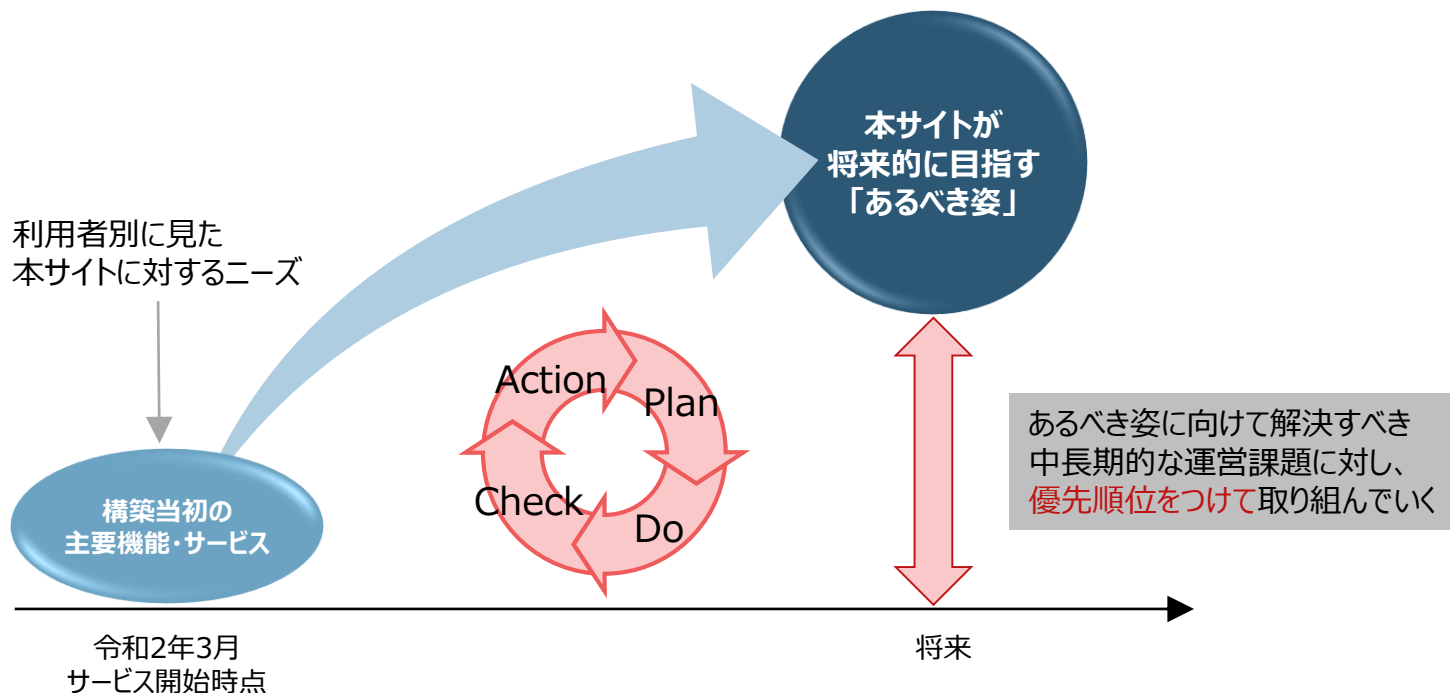 本サイトが
将来的に目指す
「あるべき姿」
利用者別に見た
本サイトに対するニーズ
Action
Plan
Check
Do
あるべき姿に向けて解決すべき
中長期的な運営課題に対し、
優先順位をつけて取り組んでいく
構築当初の
主要機能・サービス
令和2年3月
サービス開始時点
将来